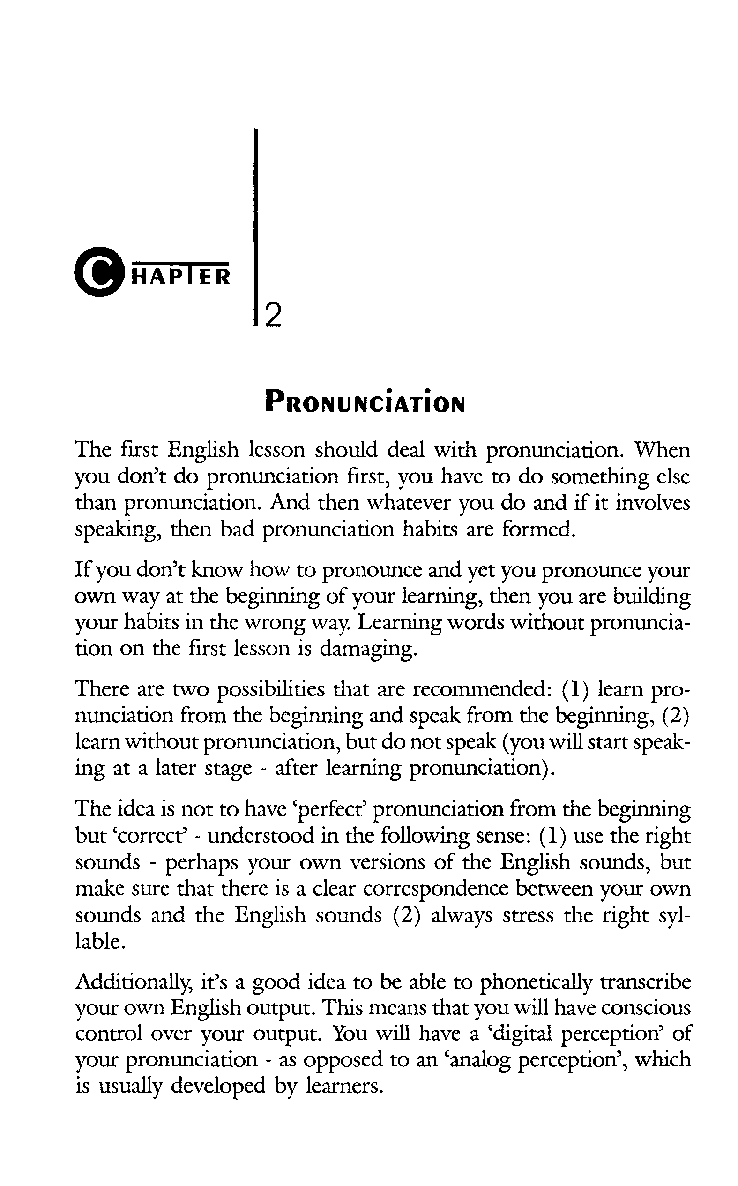 CHAPTER
2
PRONUNCiATiON
The first English lesson should deal with pronunciation. When
you don't do pronunciation first, you have to do something else
than pronunciation. And then whatever you do and if it involves
speaking, then bad pronunciation habits are formed.
If you don't know how to pronounce and yet you pronounce your
own way at the beginning of your learning, then you are building
your habits in the wrong way. Learning words without pronuncia-
tion on the first lesson is damaging.
There are two possibilities that are recommended: (1) learn pro-
nunciation from the beginning and speak from the beginning, (2)
learn without pronunciation, but do not speak (you will start speak-
ing at a later stage - after learning pronunciation).
The idea is not to have 'perfect' pronunciation from the beginning
but 'correct' - understood in the following sense: (1) use the right
sounds - perhaps your own versions of the English sounds, but
make sure that there is a clear correspondence between your own
sounds and the English sounds (2) always stress the right syl-
lable.
Additionally, it's a good idea to be able to phonetically transcribe
your own English output. This means that you will have conscious
control over your output. You will have a 'digital perception' of
your pronunciation - as opposed to an 'analog perception', which
is usually developed by learners.